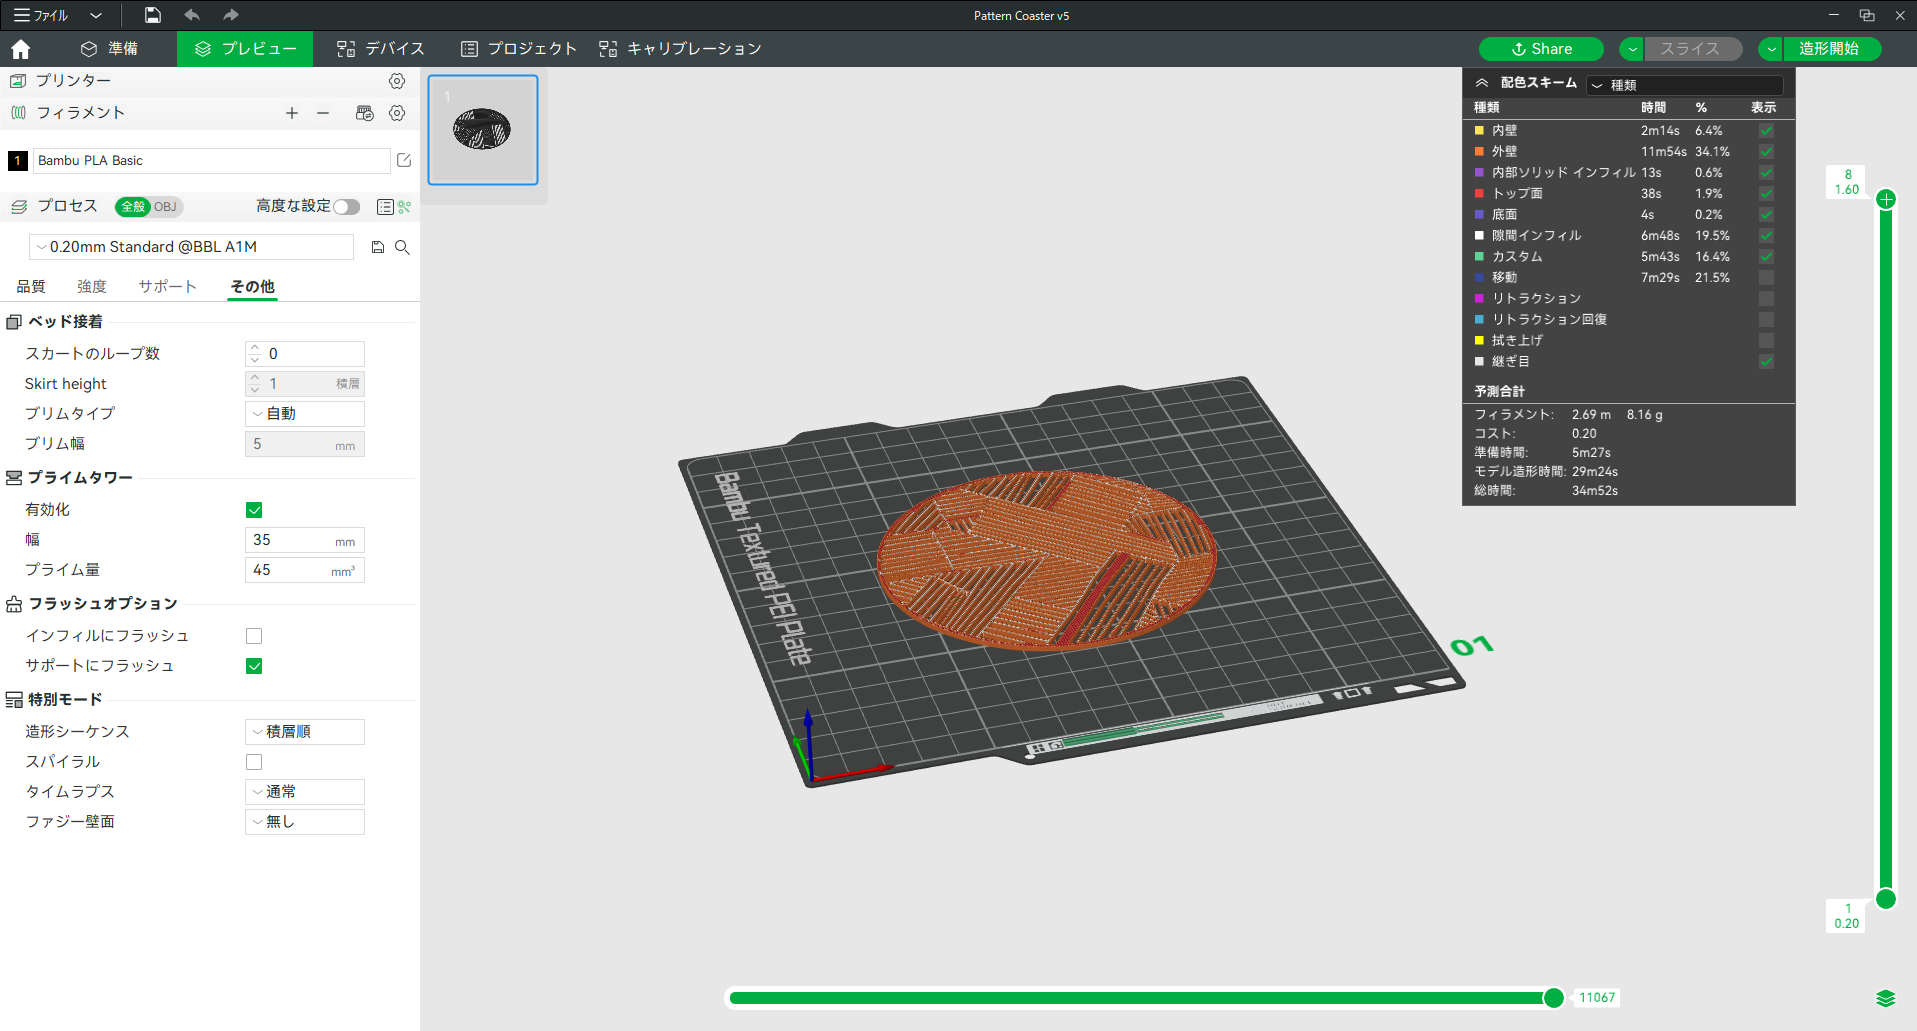 ファイル
Pattern Coaster v5
準備
プレビュー
デバイス
プロジェクト
キャリブレーション
Share
スライス
造形開始
プリンター
フィラメント
1
Bambu PLA Basic
プロセス
全般
OBJ
高度な設定
0.20mm Standard @BBL A1M
品質
強度
サポート
その他
ベッド接着
スカートのループ数
0
Skirt height
1
積層
ブリムタイプ
自動
ブリム幅
5
mm
プライムタワー
有効化
幅
35
mm
プライム量
45
mm³
フラッシュオプション
インフィルにフラッシュ
サポートにフラッシュ
特別モード
造形シーケンス
積層順
スパイラル
タイムラプス
通常
ファジー壁面
無し
1
Bambu Textured PEI Plate
01
配色スキーム
種類
種類 時間 % 表示
内壁 2m14s 6.4%
外壁 11m54s 34.1%
内部ソリッド インフィル 13s 0.6%
トップ面 38s 1.9%
底面 4s 0.2%
隙間インフィル 6m48s 19.5%
カスタム 5m43s 16.4%
移動 7m29s 21.5%
リトラクション
リトラクション回復
拭き上げ
継ぎ目
予測合計
フィラメント: 2.69 m 8.16 g
コスト: 0.20
準備時間: 5m27s
モデル造形時間: 29m24s
総時間: 34m52s
8
1.60
1
0.20
11067